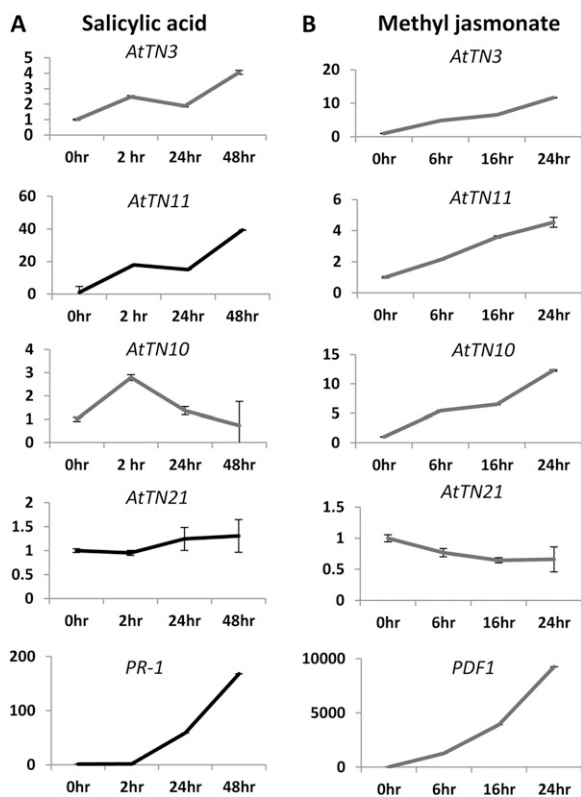 A Salicylic acid
AtTN3
5
4
3
2
1
0
0hr 2 hr 24hr 48hr
AtTN11
60
40
20
0
0hr 2 hr 24hr 48hr
AtTN10
4
3
2
1
0
0hr 2 hr 24hr 48hr
AtTN21
2
1.5
1
0.5
0
0hr 2hr 24hr 48hr
PR-1
200
100
0
0hr 2hr 24hr 48hr
B Methyl jasmonate
AtTN3
20
10
0
0hr 6hr 16hr 24hr
AtTN11
6
4
2
0
0hr 6hr 16hr 24hr
AtTN10
15
10
5
0
0hr 6hr 16hr 24hr
AtTN21
1.5
1
0.5
0
0hr 6hr 16hr 24hr
PDF1
10000
5000
0
0hr 6hr 16hr 24hr